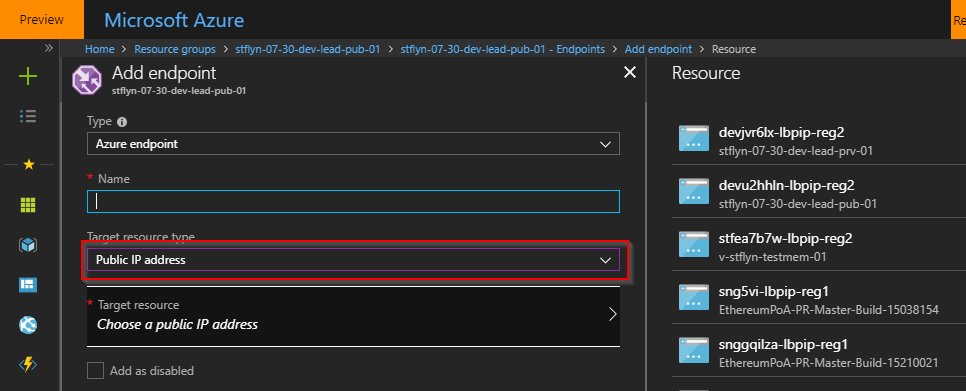 Preview
Microsoft Azure
Re
Home > Resource groups > stflyn-07-30-dev-lead-pub-01 > stflyn-07-30-dev-lead-pub-01 - Endpoints > Add endpoint > Resource
Add endpoint
stflyn-07-30-dev-lead-pub-01
Type
Azure endpoint
* Name
Target resource type
Public IP address
* Target resource
Choose a public IP address
Add as disabled
Resource
devjvr6lx-lbpip-reg2
stflyn-07-30-dev-lead-prv-01
devu2hhln-lbpip-reg2
stflyn-07-30-dev-lead-pub-01
stfea7b7w-lbpip-reg2
v-stflyn-testmem-01
sng5vi-lbpip-reg1
EthereumPoA-PR-Master-Build-15038154
snggqilza-lbpip-reg1
EthereumPoA-PR-Master-Build-15210021